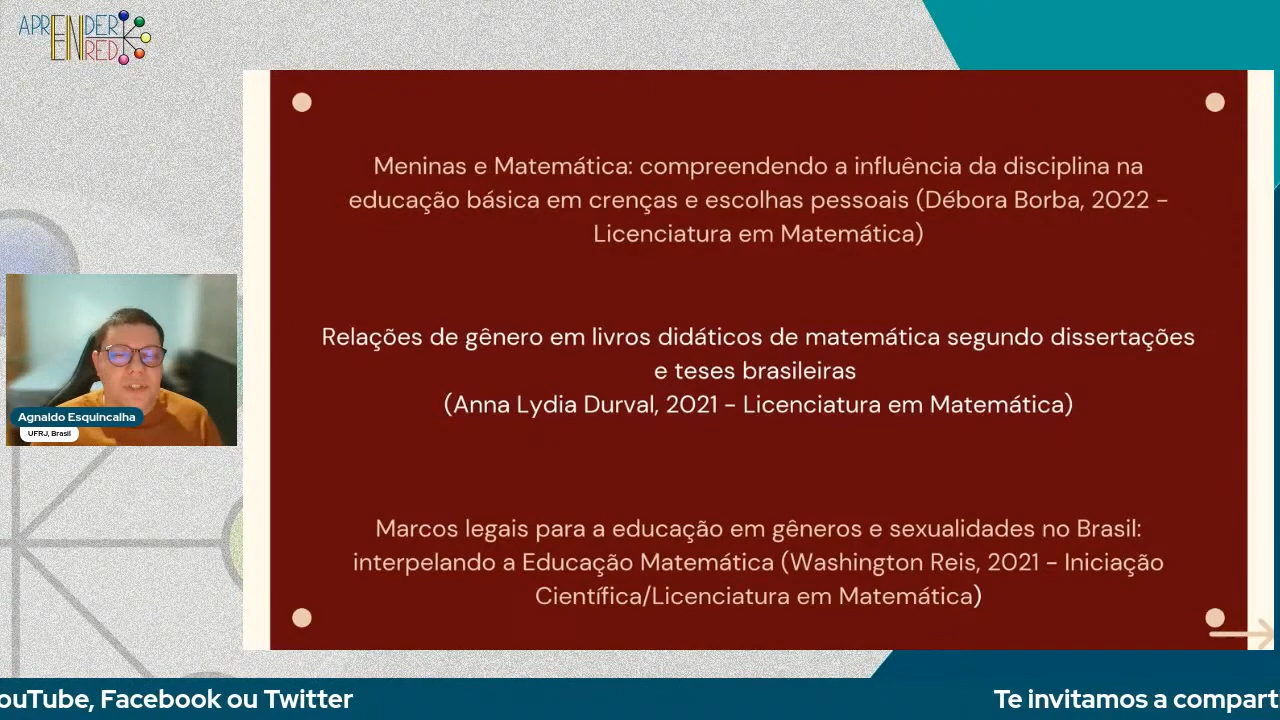 APRENDER
EN RED
Meninas e Matemática: compreendendo a influência da disciplina na
educação básica em crenças e escolhas pessoais (Débora Borba, 2022 -
Licenciatura em Matemática)
Relações de gênero em livros didáticos de matemática segundo dissertações
e teses brasileiras
(Anna Lydia Durval, 2021 - Licenciatura em Matemática)
Marcos legais para a educação em gêneros e sexualidades no Brasil:
interpelando a Educação Matemática (Washington Reis, 2021 - Iniciação
Científica/Licenciatura em Matemática)
Agnaldo Esquincalha
UFRJ, Brasil
ouTube, Facebook ou Twitter
Te invitamos a compart